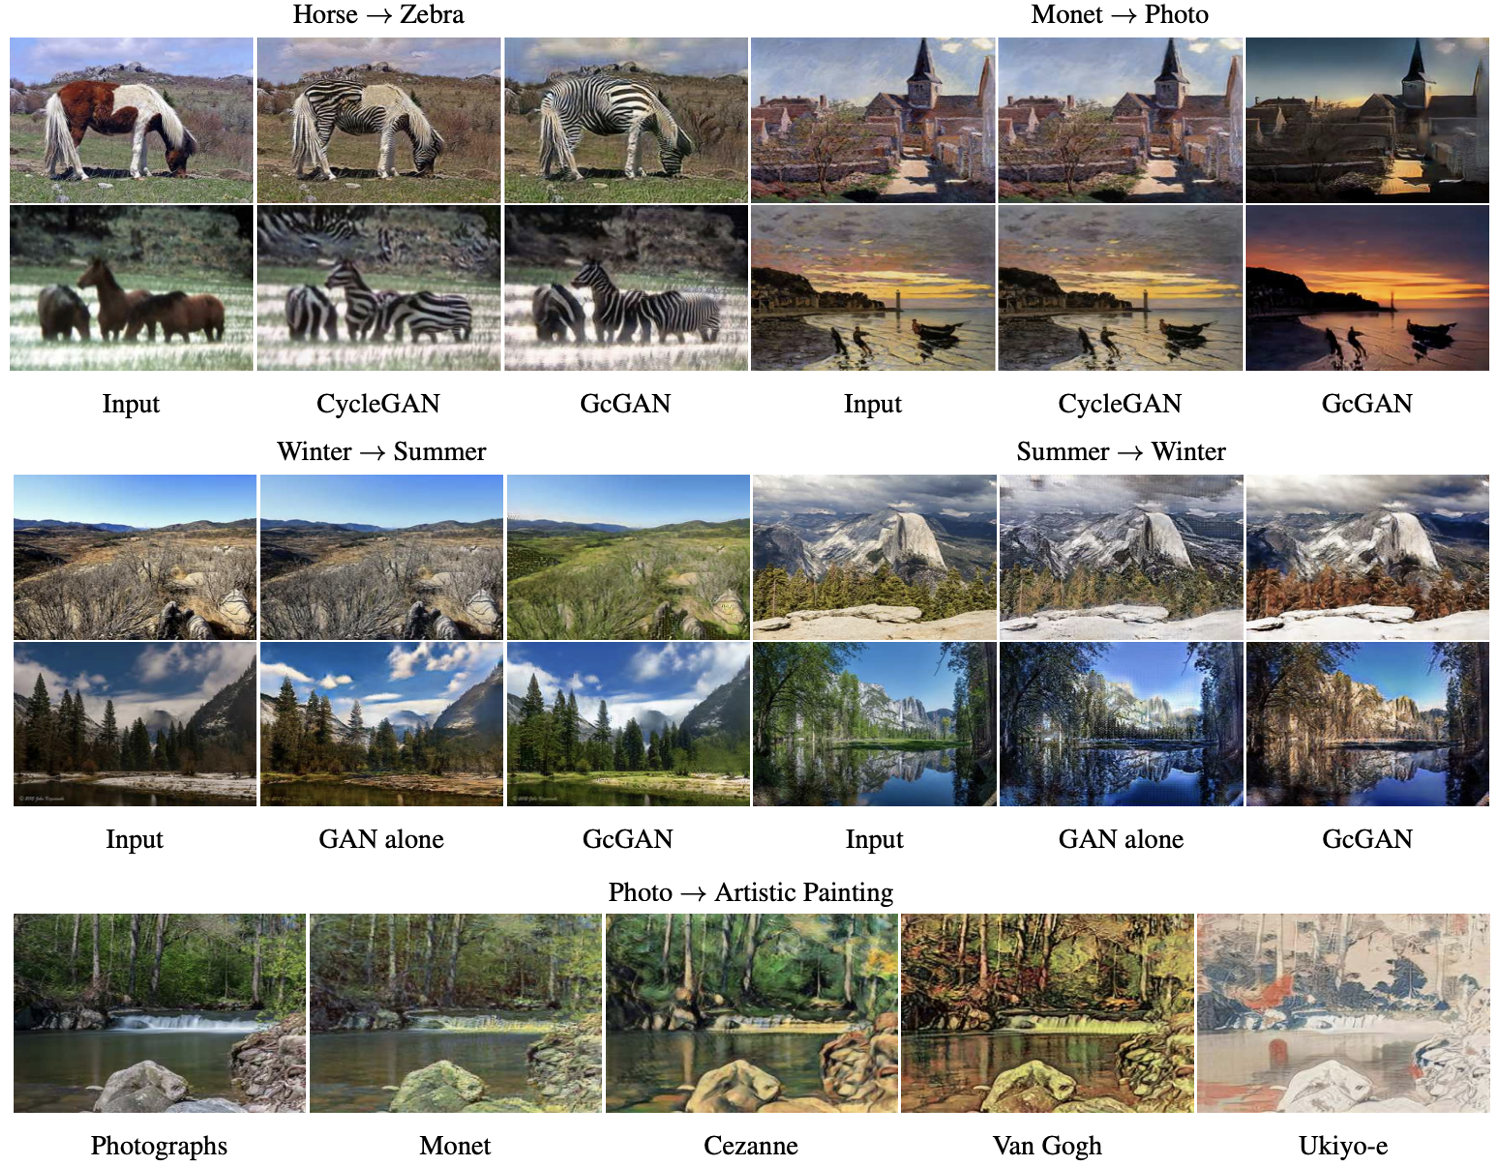 Horse → Zebra
Monet → Photo
Input
CycleGAN
GcGAN
Input
CycleGAN
GcGAN
Winter → Summer
Summer → Winter
Input
GAN alone
GcGAN
Input
GAN alone
GcGAN
Photo → Artistic Painting
Photographs
Monet
Cezanne
Van Gogh
Ukiyo-e